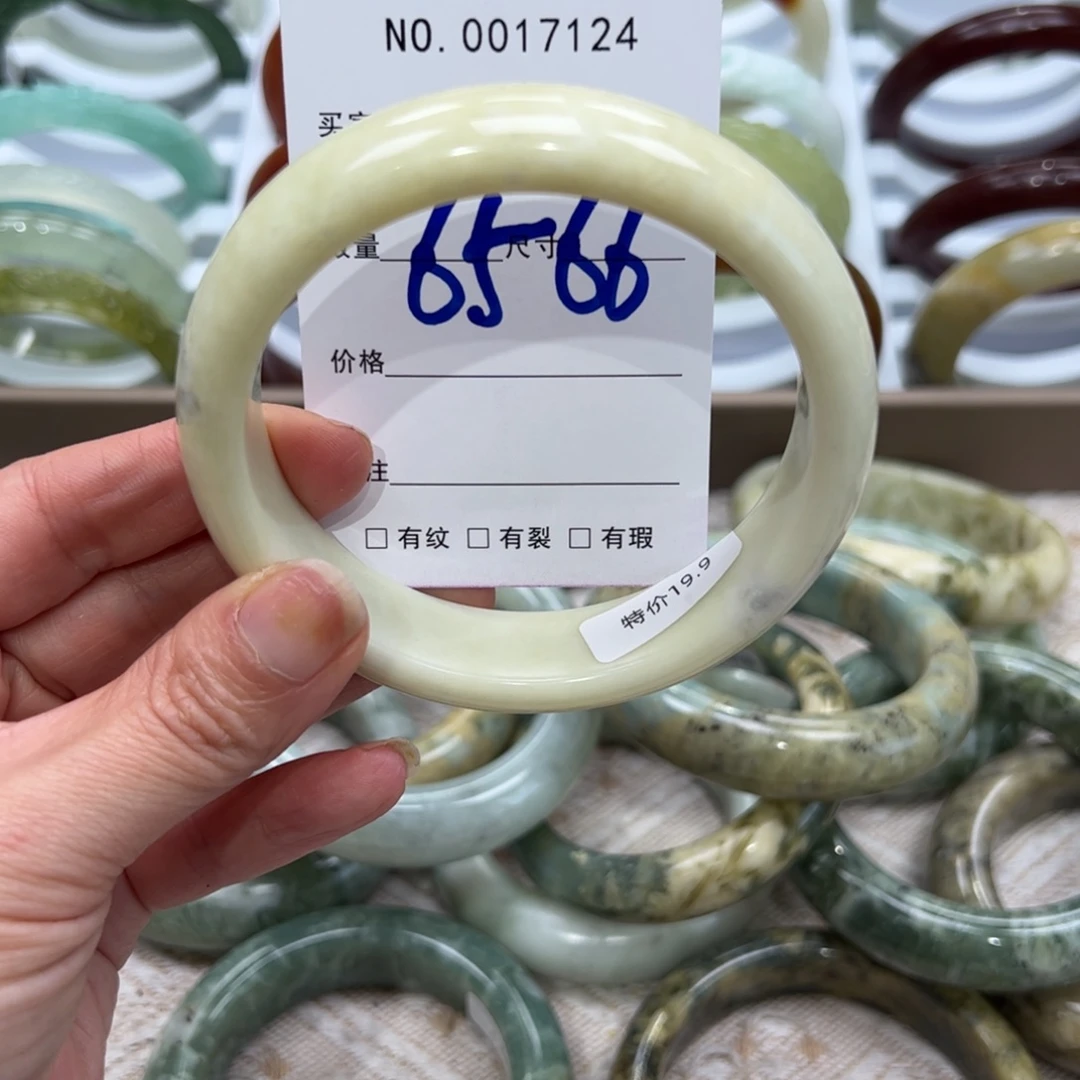 NO.0017124
买家
数量 尺寸
65-66
价格
注
□ 有纹 □ 有裂 □ 有瑕
特价19.9